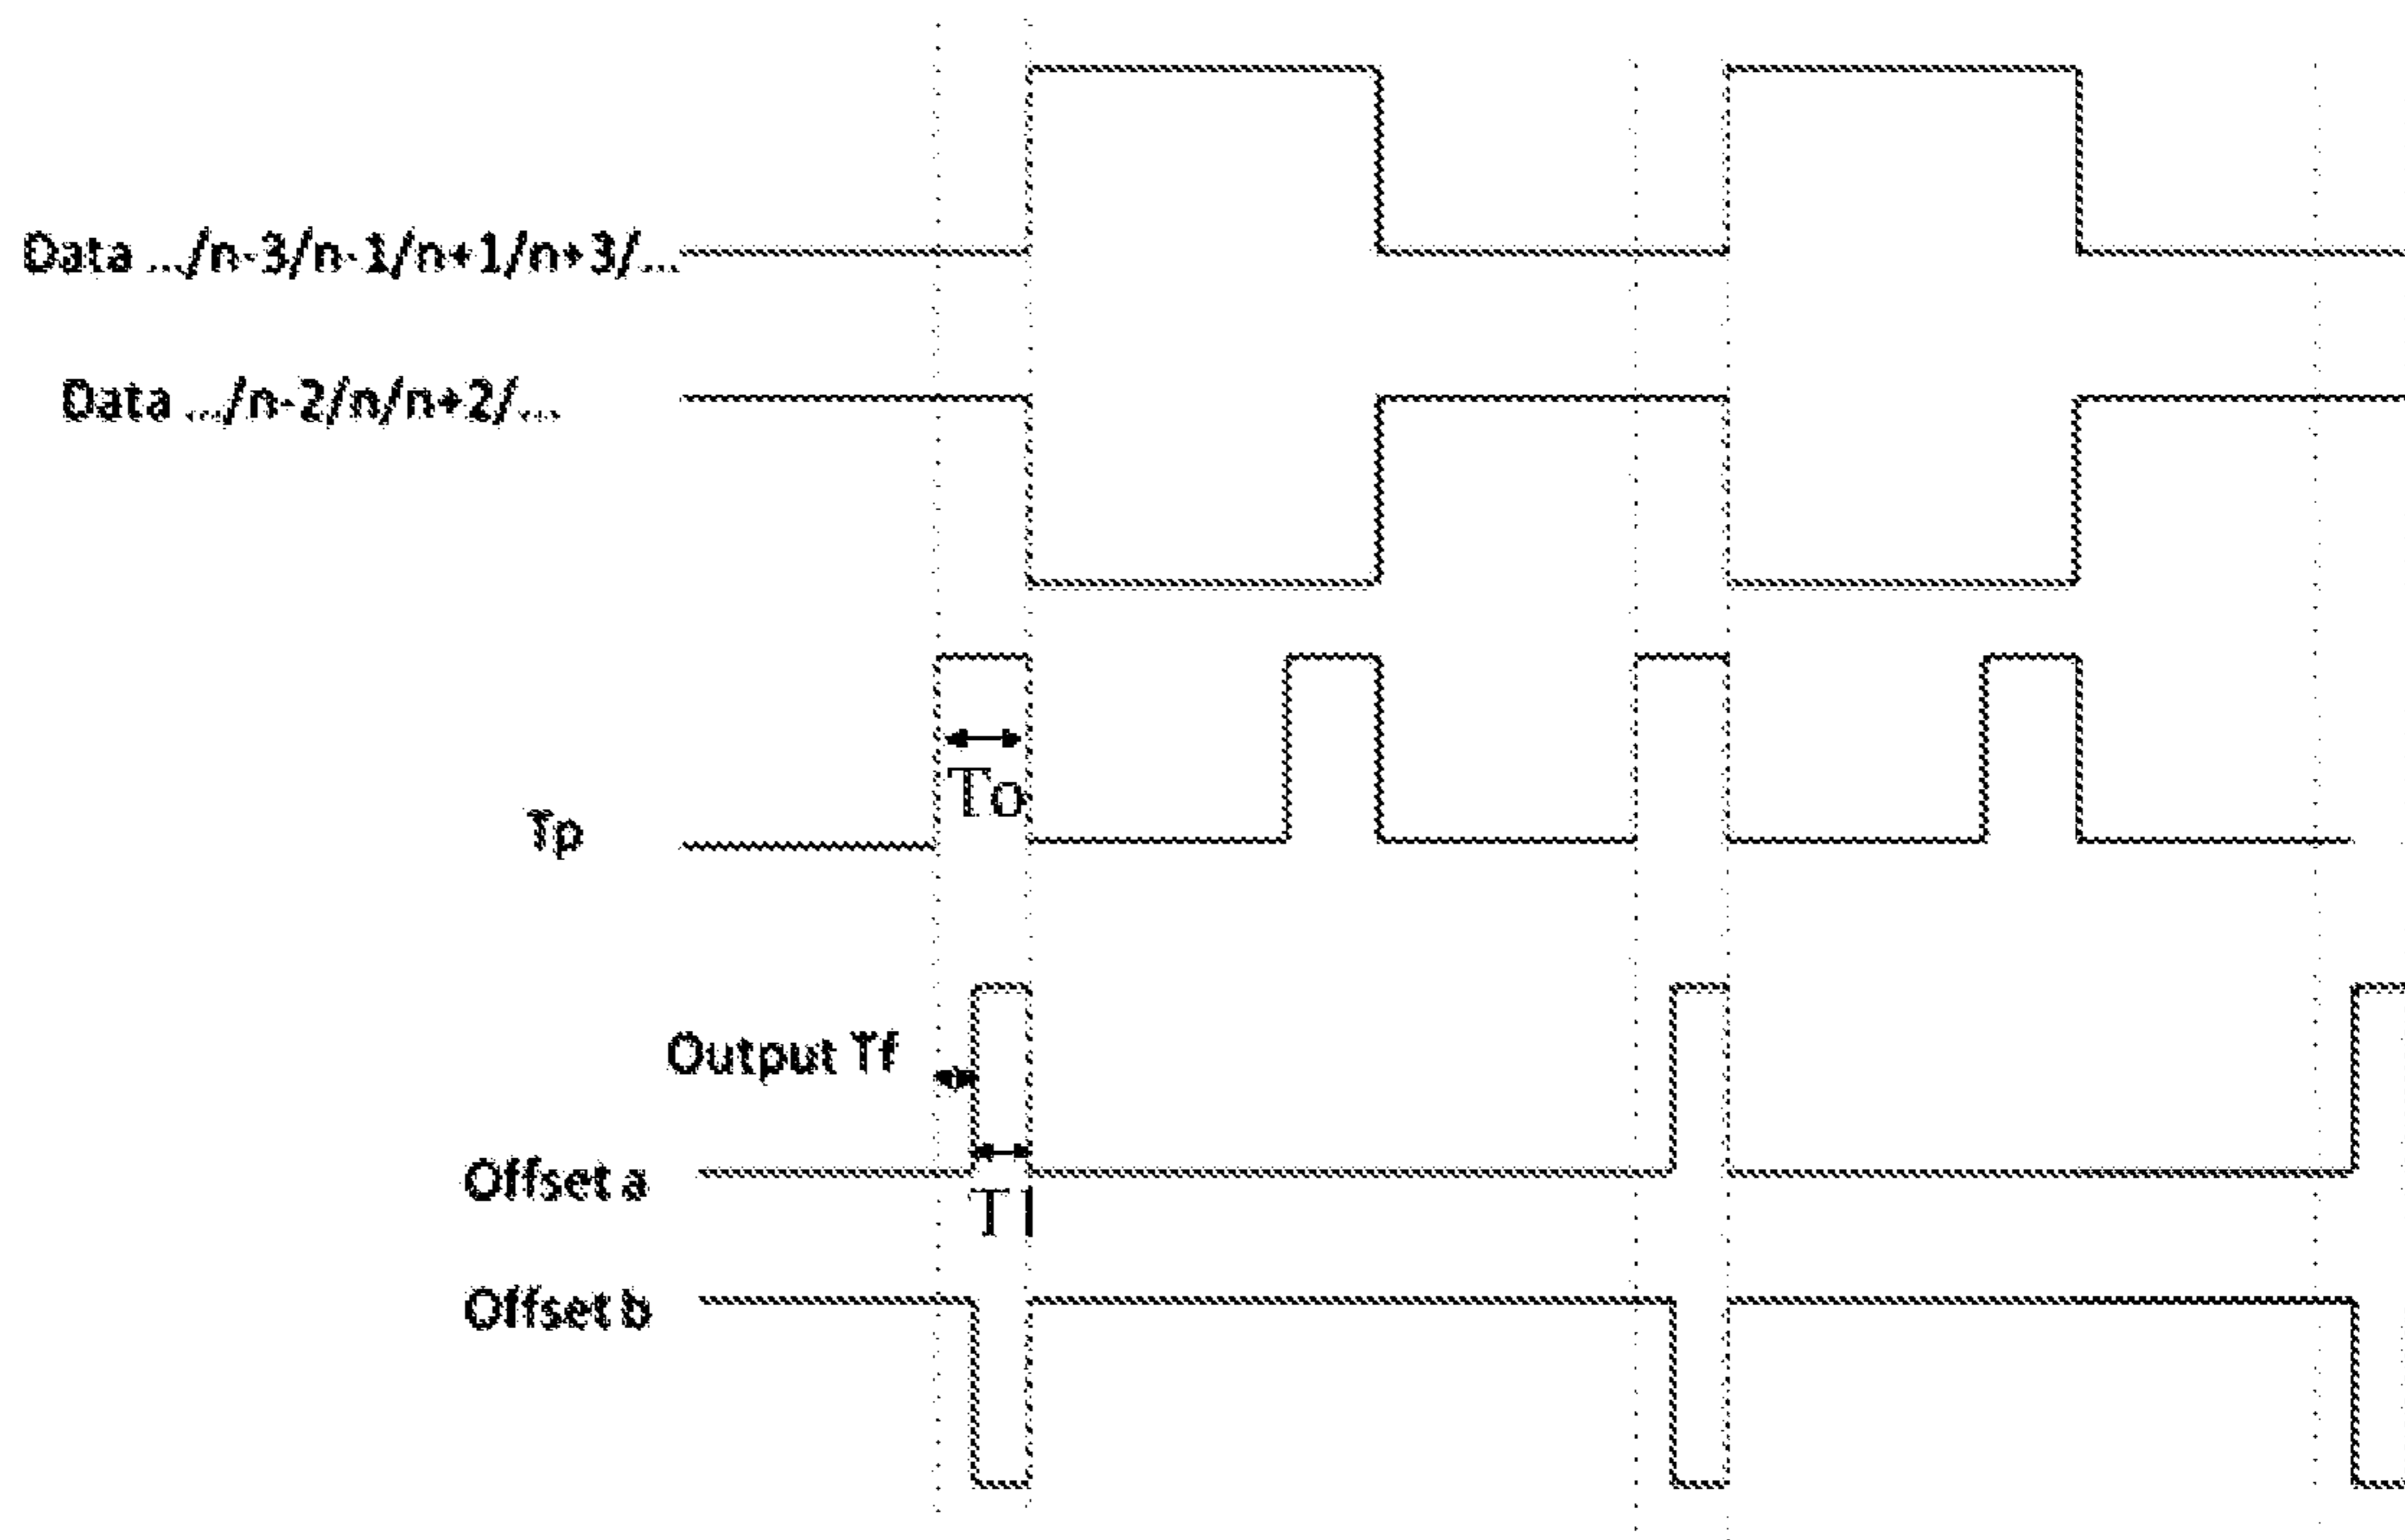 Data .../n-3/n-1/n+1/n+3/...
Data .../n-2/n/n+2/...
To
Tp
Output Tf
Offset a
T1
Offset b